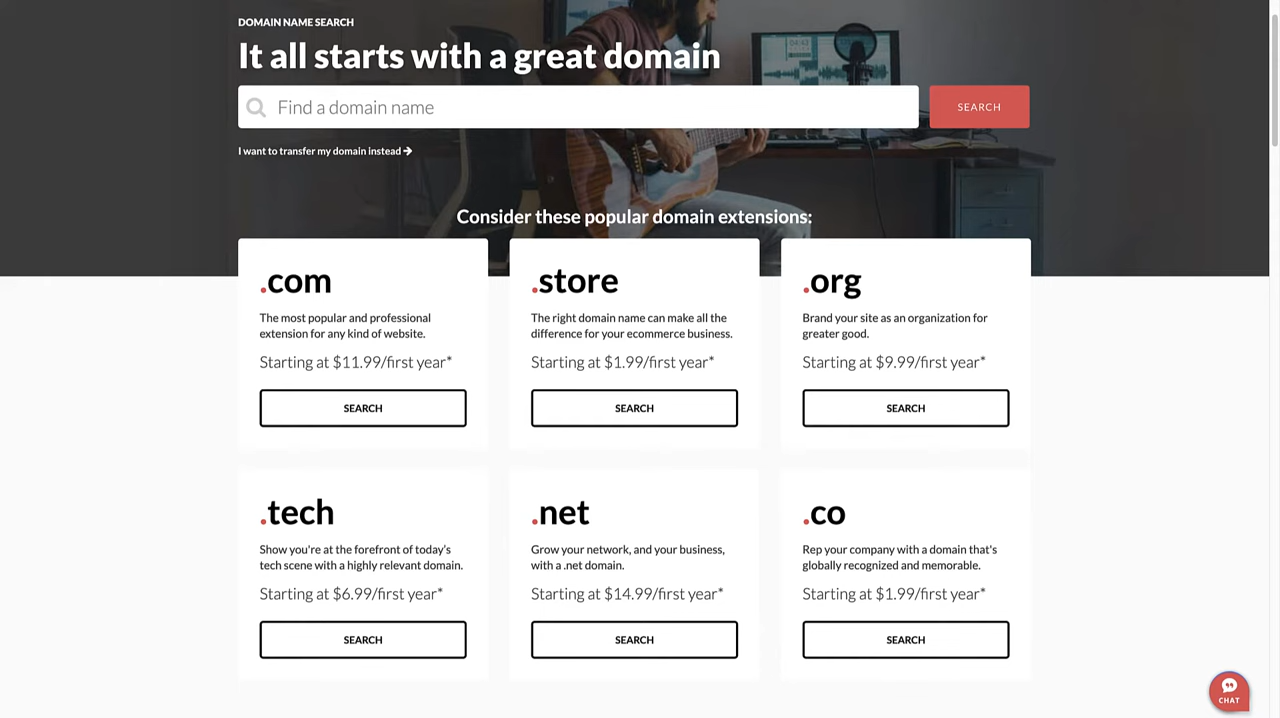 DOMAIN NAME SEARCH
It all starts with a great domain
Find a domain name
SEARCH
I want to transfer my domain instead
Consider these popular domain extensions:
.com
The most popular and professional
extension for any kind of website.
Starting at $11.99/first year*
SEARCH
.store
The right domain name can make all the
difference for your ecommerce business.
Starting at $1.99/first year*
SEARCH
.org
Brand your site as an organization for
greater good.
Starting at $9.99/first year*
SEARCH
.tech
Show you're at the forefront of today's
tech scene with a highly relevant domain.
Starting at $6.99/first year*
SEARCH
.net
Grow your network, and your business,
with a .net domain.
Starting at $14.99/first year*
SEARCH
.co
Rep your company with a domain that's
globally recognized and memorable.
Starting at $1.99/first year*
SEARCH
CHAT